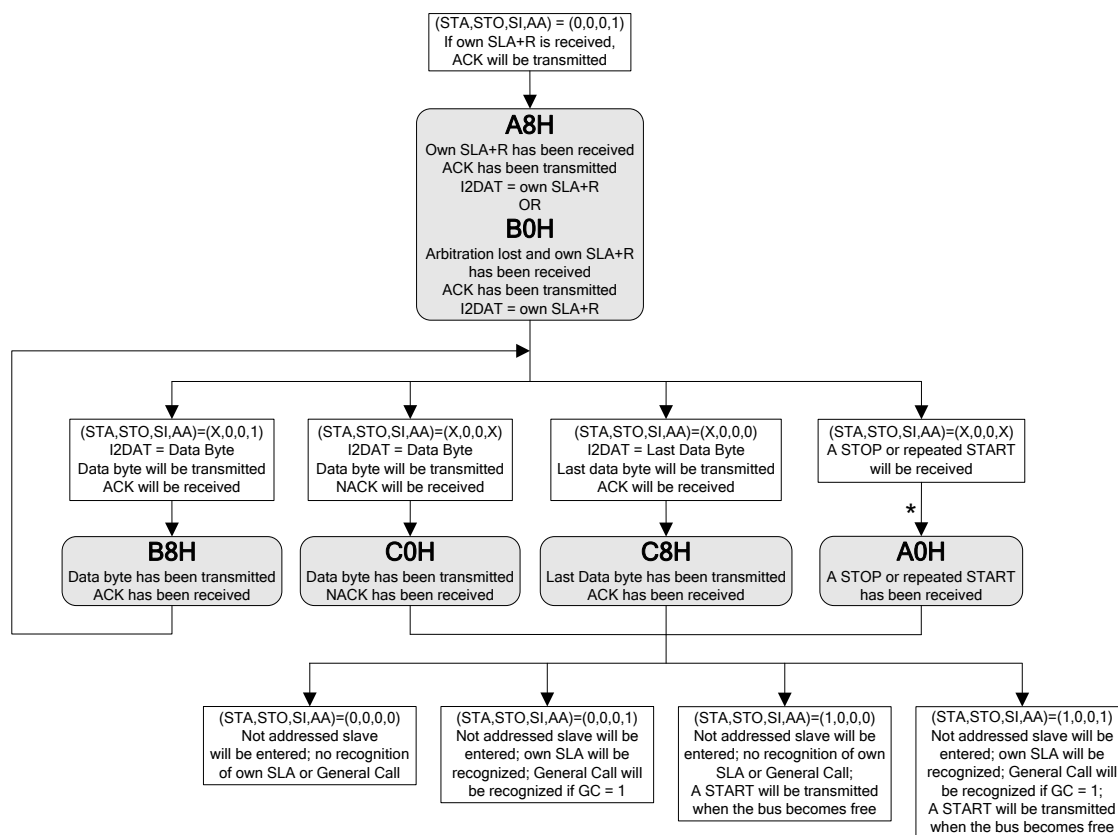 (STA,STO,SI,AA) = (0,0,0,1)
If own SLA+R is received,
ACK will be transmitted
A8H
Own SLA+R has been received
ACK has been transmitted
I2DAT = own SLA+R
OR
B0H
Arbitration lost and own SLA+R
has been received
ACK has been transmitted
I2DAT = own SLA+R
(STA,STO,SI,AA)=(X,0,0,1)
I2DAT = Data Byte
Data byte will be transmitted
ACK will be received
(STA,STO,SI,AA)=(X,0,0,X)
I2DAT = Data Byte
Data byte will be transmitted
NACK will be received
(STA,STO,SI,AA)=(X,0,0,0)
I2DAT = Last Data Byte
Last data byte will be transmitted
ACK will be received
(STA,STO,SI,AA)=(X,0,0,X)
A STOP or repeated START
will be received
*
B8H
Data byte has been transmitted
ACK has been received
C0H
Data byte has been transmitted
NACK has been received
C8H
Last Data byte has been transmitted
ACK has been received
A0H
A STOP or repeated START
has been received
(STA,STO,SI,AA)=(0,0,0,0)
Not addressed slave
will be entered; no recognition
of own SLA or General Call
(STA,STO,SI,AA)=(0,0,0,1)
Not addressed slave will be
entered; own SLA will be
recognized; General Call will
be recognized if GC = 1
(STA,STO,SI,AA)=(1,0,0,0)
Not addressed slave will be
entered; no recognition of own
SLA or General Call;
A START will be transmitted
when the bus becomes free
(STA,STO,SI,AA)=(1,0,0,1)
Not addressed slave will be
entered; own SLA will be
recognized; General Call will
be recognized if GC = 1;
A START will be transmitted
when the bus becomes free